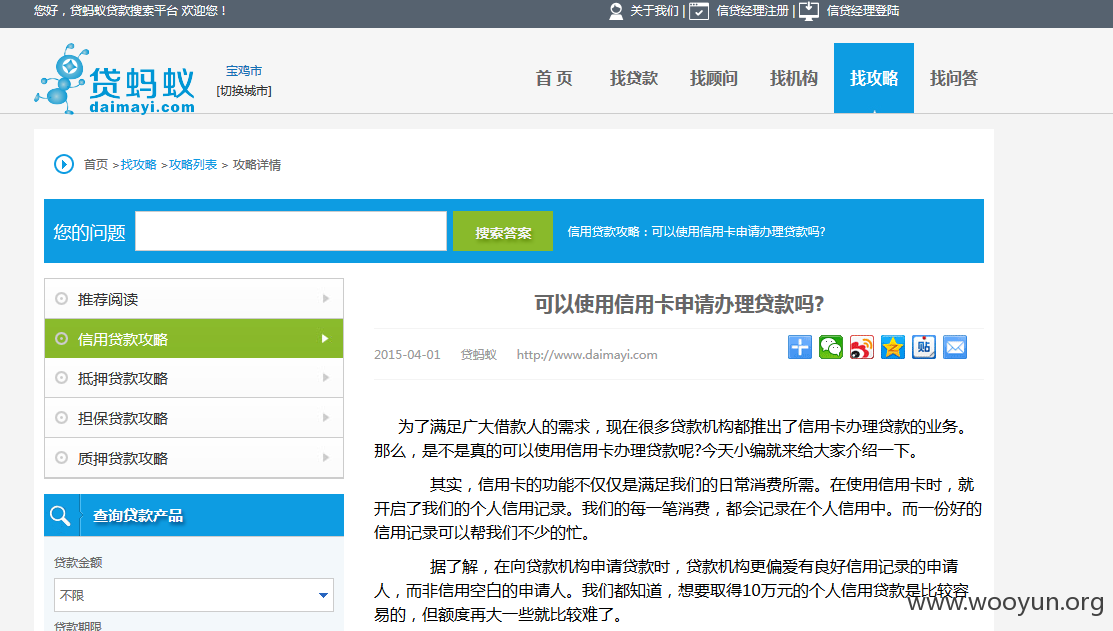 您好，贷蚂蚁贷款搜索平台 欢迎您！
关于我们 | 信贷经理注册 | 信贷经理登陆
贷蚂蚁
daimayi.com
宝鸡市
[切换城市]
首 页 找贷款 找顾问 找机构 找攻略 找问答
首页 >找攻略 >攻略列表 > 攻略详情
您的问题 搜索答案 信用贷款攻略：可以使用信用卡申请办理贷款吗?
推荐阅读
信用贷款攻略
抵押贷款攻略
担保贷款攻略
质押贷款攻略
查询贷款产品
贷款金额
不限
贷款期限
可以使用信用卡申请办理贷款吗?
2015-04-01 贷蚂蚁 http://www.daimayi.com
贴
为了满足广大借款人的需求，现在很多贷款机构都推出了信用卡办理贷款的业务。
那么，是不是真的可以使用信用卡办理贷款呢?今天小编就来给大家介绍一下。
其实，信用卡的功能不仅仅是满足我们的日常消费所需。在使用信用卡时，就
开启了我们的个人信用记录。我们的每一笔消费，都会记录在个人信用中。而一份好的
信用记录可以帮我们不少的忙。
据了解，在向贷款机构申请贷款时，贷款机构更偏爱有良好信用记录的申请
人，而非信用空白的申请人。我们都知道，想要取得10万元的个人信用贷款是比较容
易的，但额度再大一些就比较难了。
www.wooyun.org